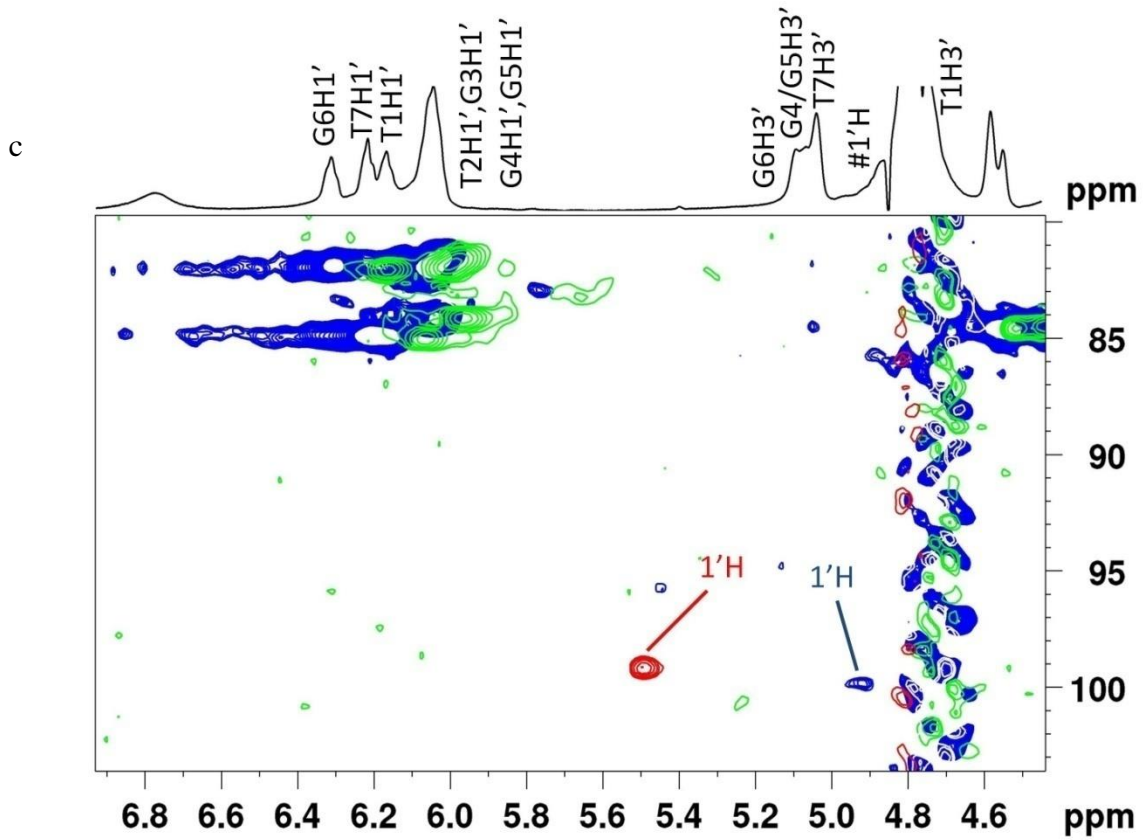 c
G6H1’
T7H1’
T1H1’
T2H1’,G3H1’
G4H1’,G5H1’
G6H3’
G4/G5H3’
T7H3’
#1’H
T1H3’
ppm
85
90
95
100
1’H
1’H
6.8 6.6 6.4 6.2 6.0 5.8 5.6 5.4 5.2 5.0 4.8 4.6 ppm